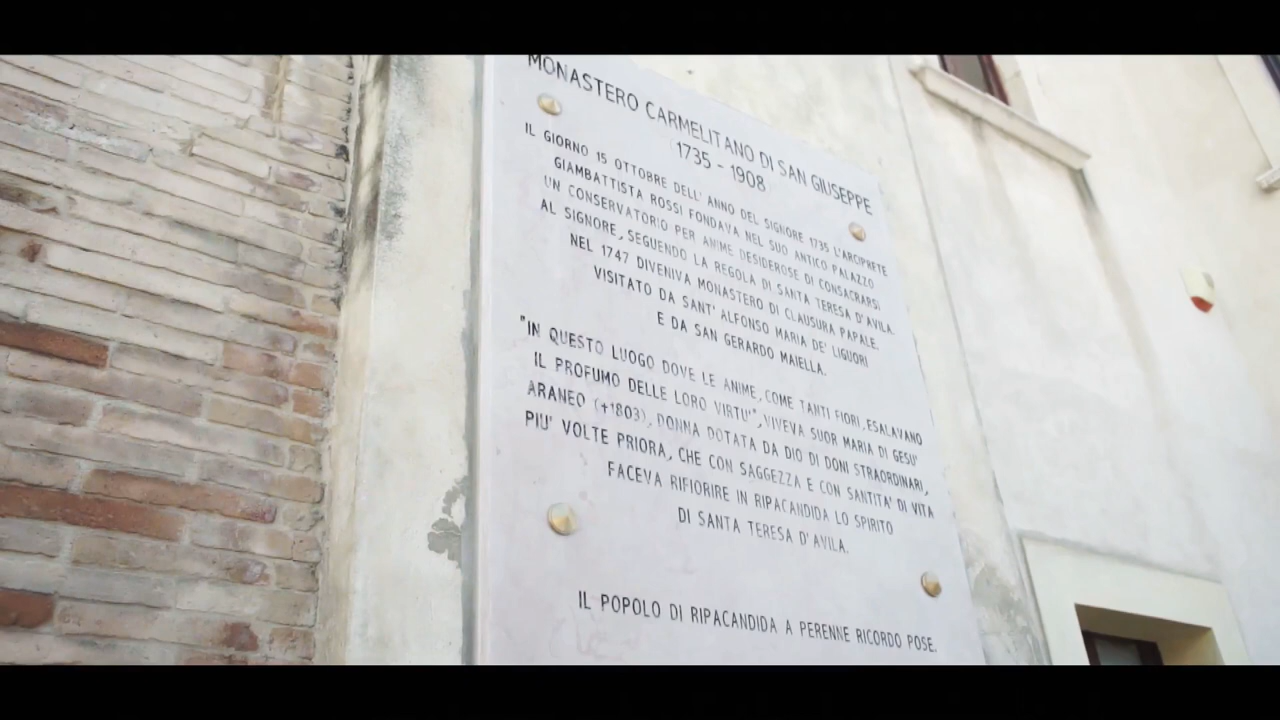 MONASTERO CARMELITANO DI SAN GIUSEPPE
1735 - 1908
IL GIORNO 15 OTTOBRE DELL' ANNO DEL SIGNORE 1735 L'ARCIPRETE
GIAMBATTISTA ROSSI FONDAVA NEL SUO ANTICO PALAZZO
UN CONSERVATORIO PER ANIME DESIDEROSE DI CONSACRARSI
AL SIGNORE, SEGUENDO LA REGOLA DI SANTA TERESA D'AVILA.
NEL 1747 DIVENIVA MONASTERO DI CLAUSURA PAPALE.
VISITATO DA SANT' ALFONSO MARIA DE' LIGUORI
E DA SAN GERARDO MAIELLA.
"IN QUESTO LUOGO DOVE LE ANIME, COME TANTI FIORI, ESALAVANO
IL PROFUMO DELLE LORO VIRTU'", VIVEVA SUOR MARIA DI GESU'
ARANEO (+1803), DONNA DOTATA DA DIO DI DONI STRAORDINARI,
PIU' VOLTE PRIORA, CHE CON SAGGEZZA E CON SANTITA' DI VITA
FACEVA RIFIORIRE IN RIPACANDIDA LO SPIRITO
DI SANTA TERESA D'AVILA.
IL POPOLO DI RIPACANDIDA A PERENNE RICORDO POSE.